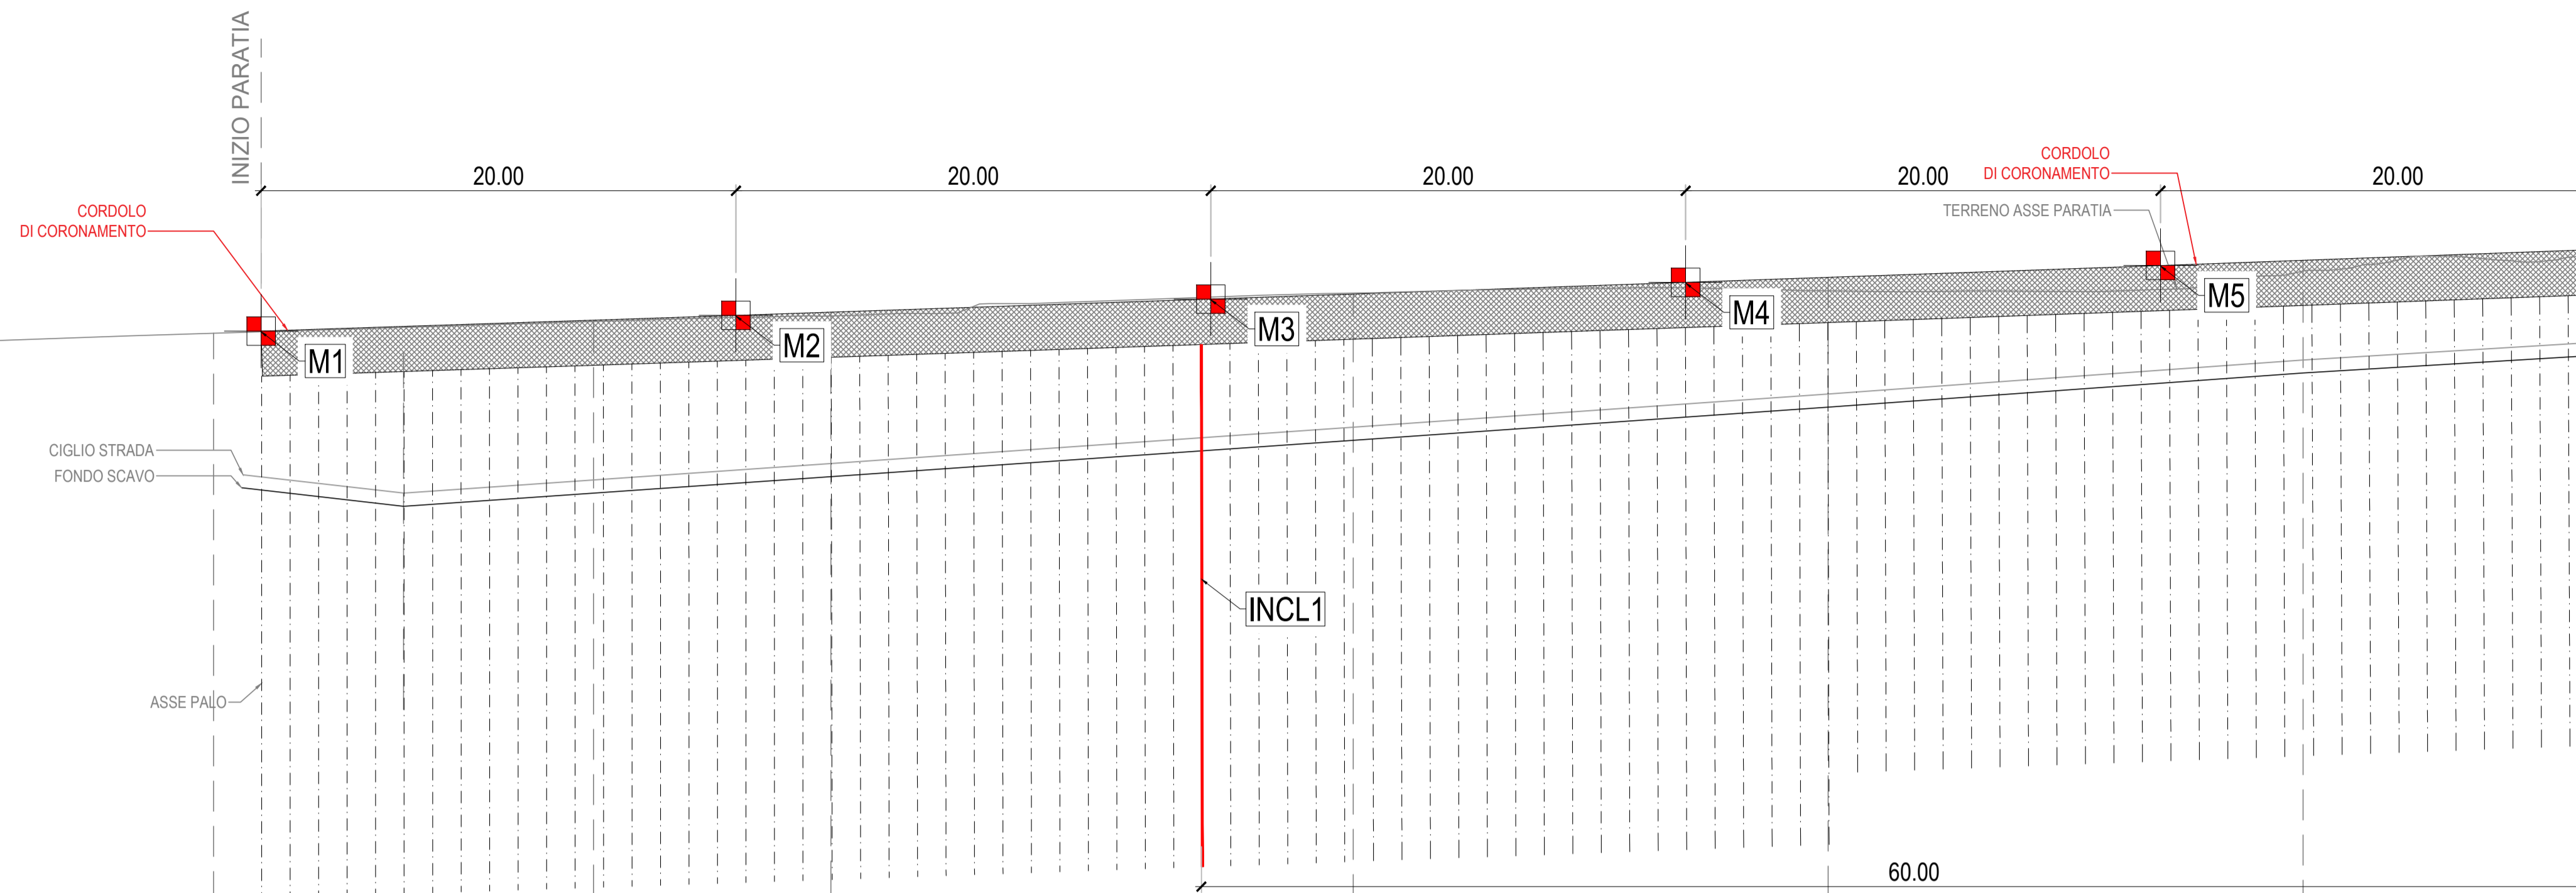 INIZIO PARATIA
20.00
20.00
20.00
20.00
20.00
CORDOLO
DI CORONAMENTO
TERRENO ASSE PARATIA
CORDOLO
DI CORONAMENTO
M1
M2
M3
M4
M5
CIGLIO STRADA
FONDO SCAVO
INCL1
ASSE PALO
60.00